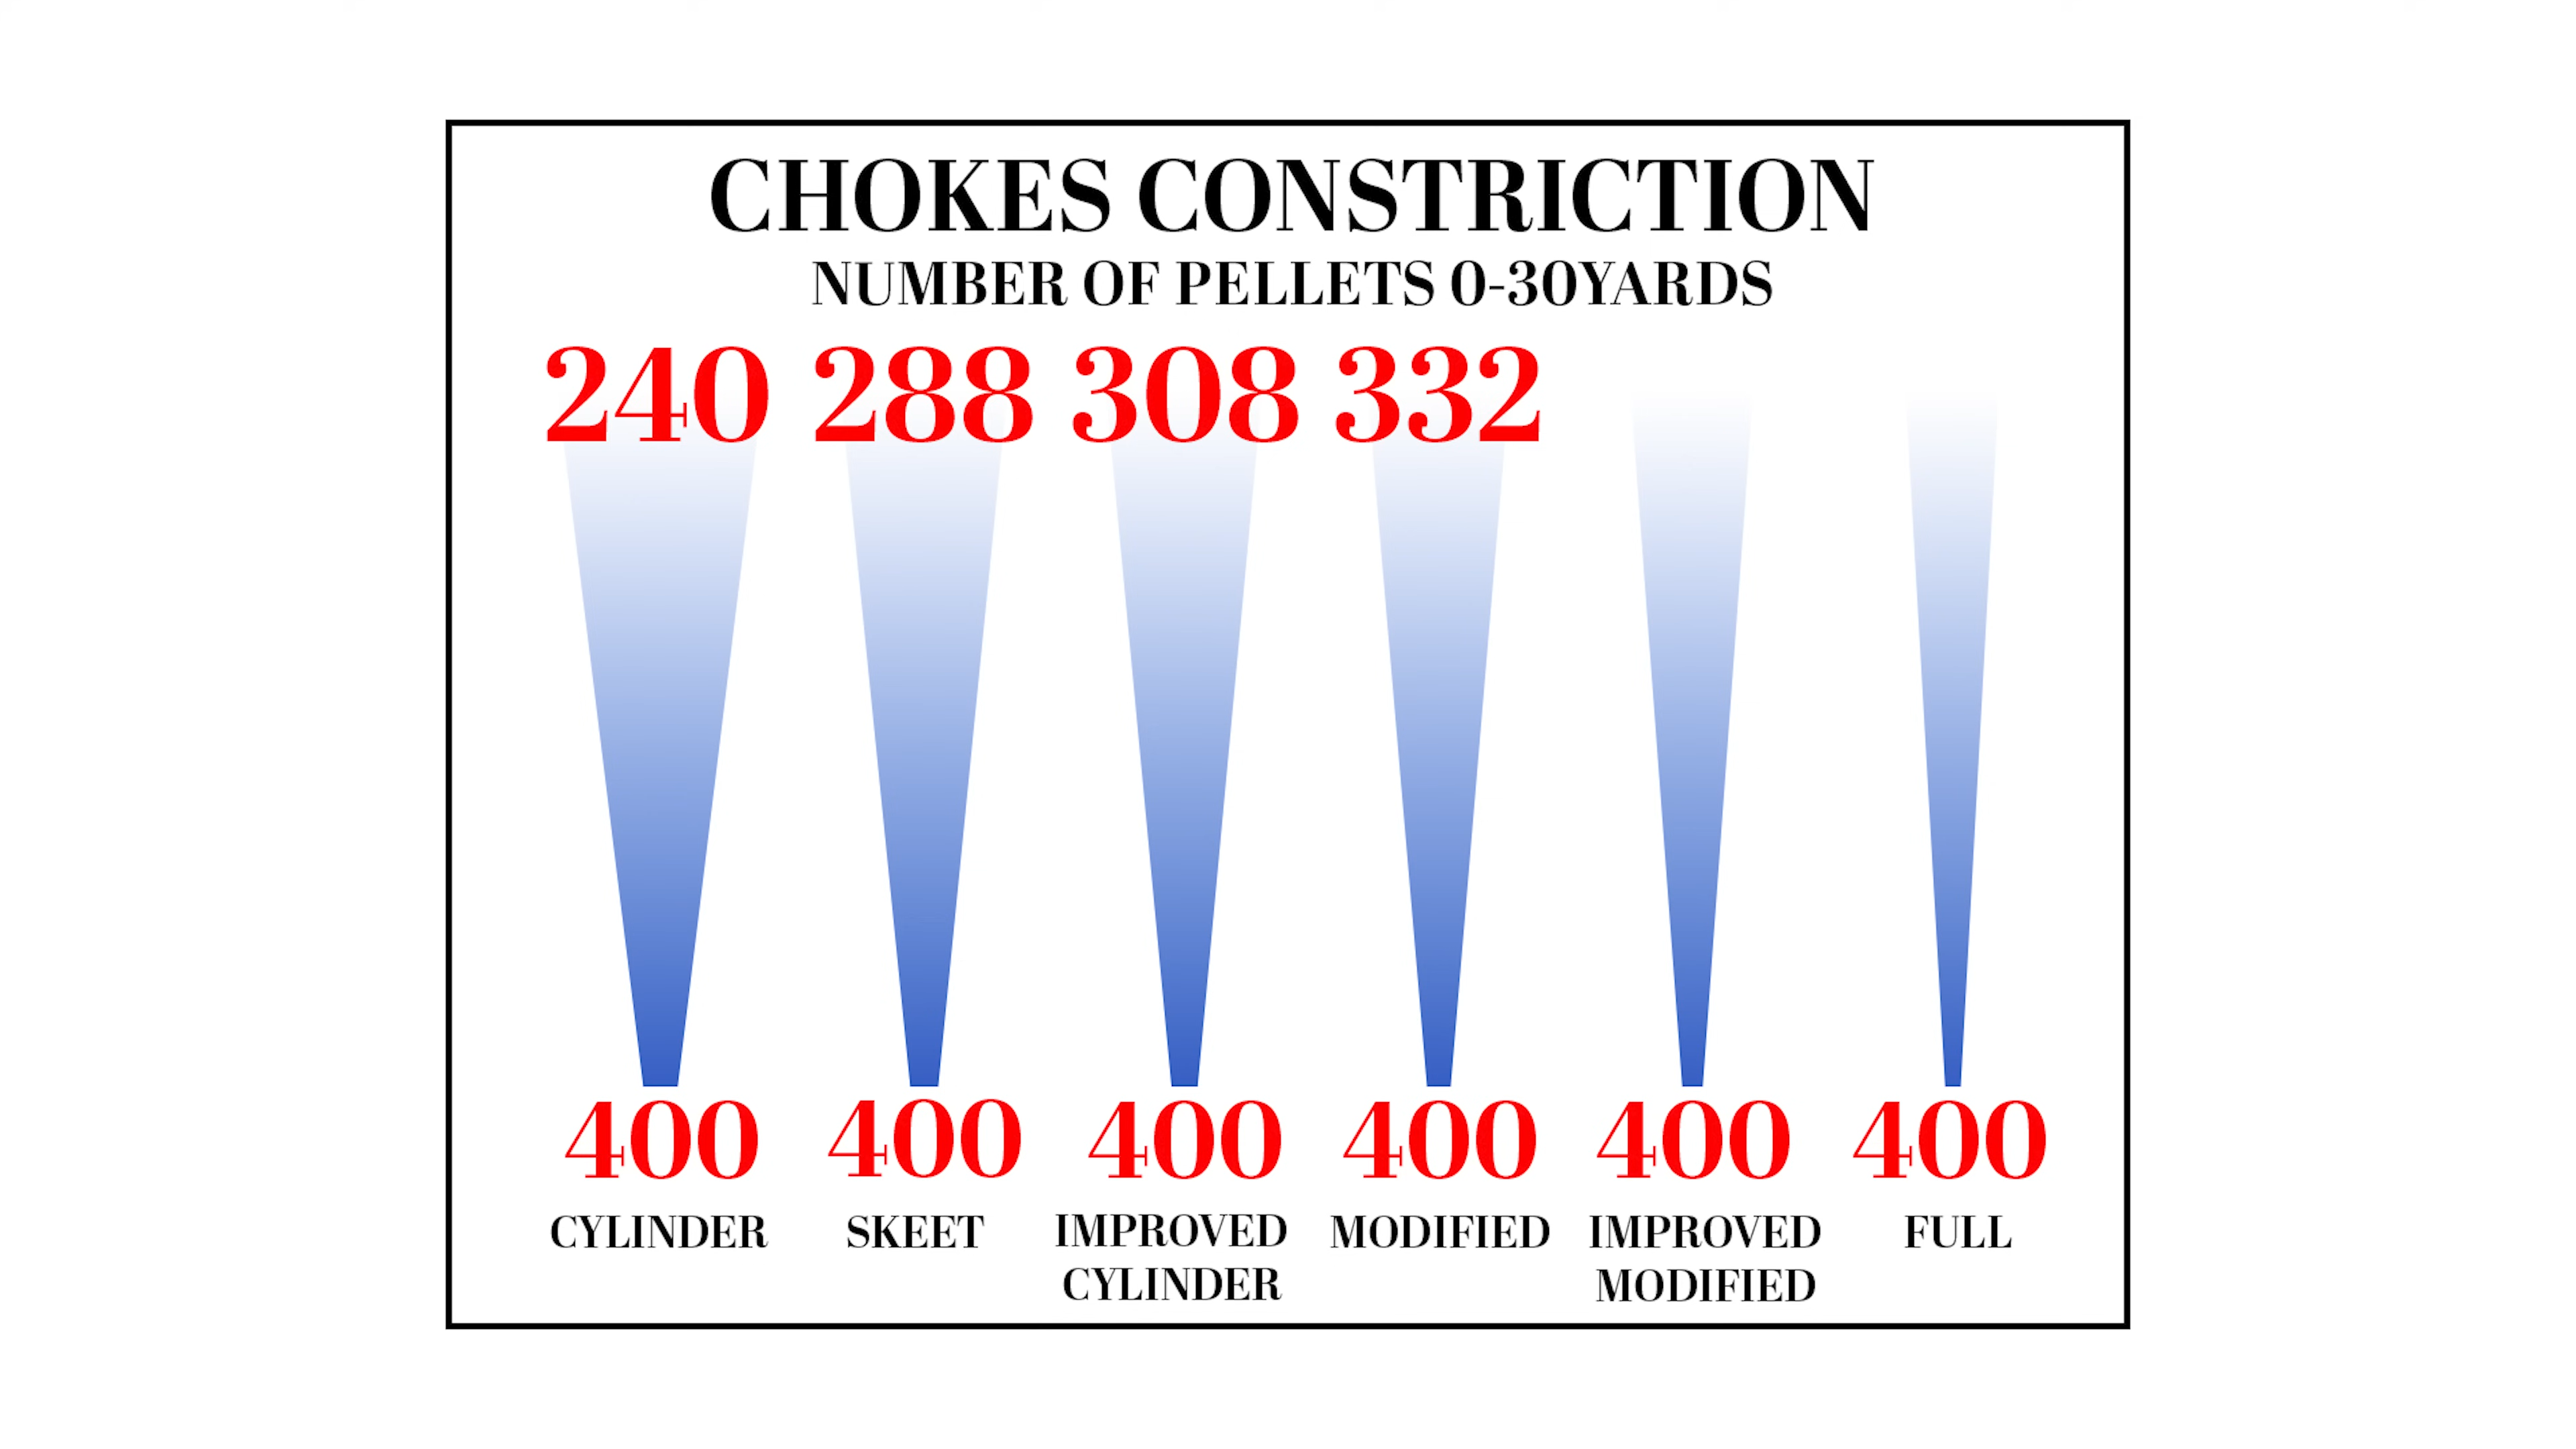 CHOKES CONSTRICTION
NUMBER OF PELLETS 0-30YARDS
240 288 308 332
400 400 400 400 400 400
CYLINDER SKEET IMPROVED CYLINDER MODIFIED IMPROVED MODIFIED FULL